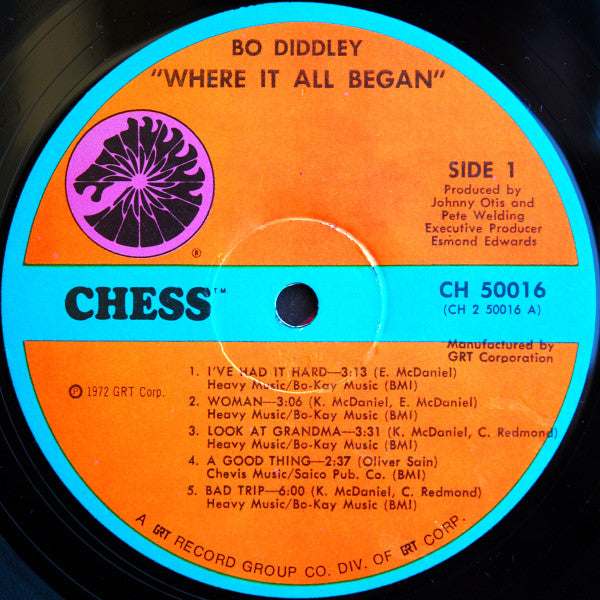 BO DIDDLEY
"WHERE IT ALL BEGAN"
SIDE 1
Produced by
Johnny Otis and
Pete Welding
Executive Producer
Esmond Edwards
®
CHESS™
CH 50016
(CH 2 50016 A)
Manufactured by
GRT Corporation
℗ 1972 GRT Corp.
1. I'VE HAD IT HARD—3:13 (E. McDaniel)
Heavy Music/Bo-Kay Music (BMI)
2. WOMAN—3:06 (K. McDaniel, E. McDaniel)
Heavy Music/Bo-Kay Music (BMI)
3. LOOK AT GRANDMA—3:31 (K. McDaniel, C. Redmond)
Heavy Music/Bo-Kay Music (BMI)
4. A GOOD THING—2:37 (Oliver Sain)
Chevis Music/Saico Pub. Co. (BMI)
5. BAD TRIP—6:00 (K. McDaniel, C. Redmond)
Heavy Music/Bo-Kay Music (BMI)
A GRT RECORD GROUP CO. DIV. OF GRT CORP.